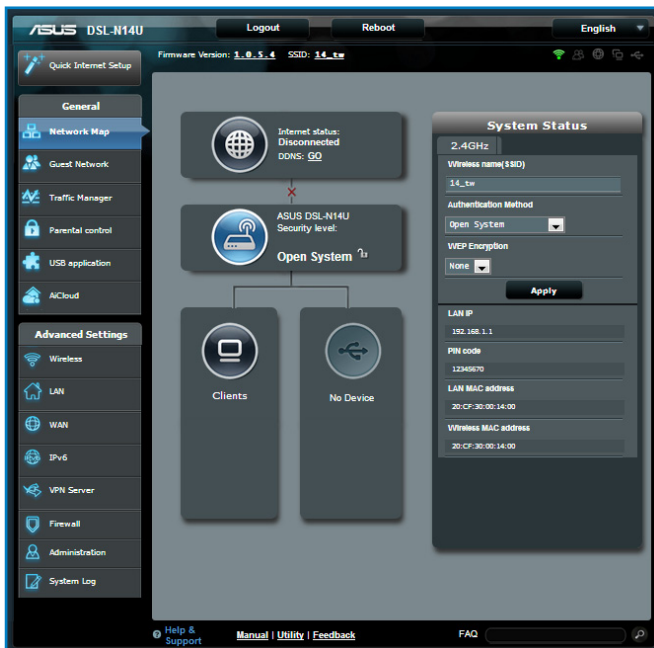 ASUS DSL-N14U
Logout
Reboot
English
Quick Internet Setup
Firmware Version: 1.0.5.4 SSID: 14_tw
General
Network Map
Guest Network
Traffic Manager
Parental control
USB application
AiCloud
Advanced Settings
Wireless
LAN
WAN
IPv6
VPN Server
Firewall
Administration
System Log
Internet status:
Disconnected
DDNS: GO
ASUS DSL-N14U
Security level:
Open System
Clients
No Device
System Status
2.4GHz
Wireless name(SSID)
14_tw
Authentication Method
Open System
WEP Encryption
None
Apply
LAN IP
192.168.1.1
PIN code
12345670
LAN MAC address
20:CF:30:00:14:00
Wireless MAC address
20:CF:30:00:14:00
Help &
Support
Manual | Utility | Feedback
FAQ